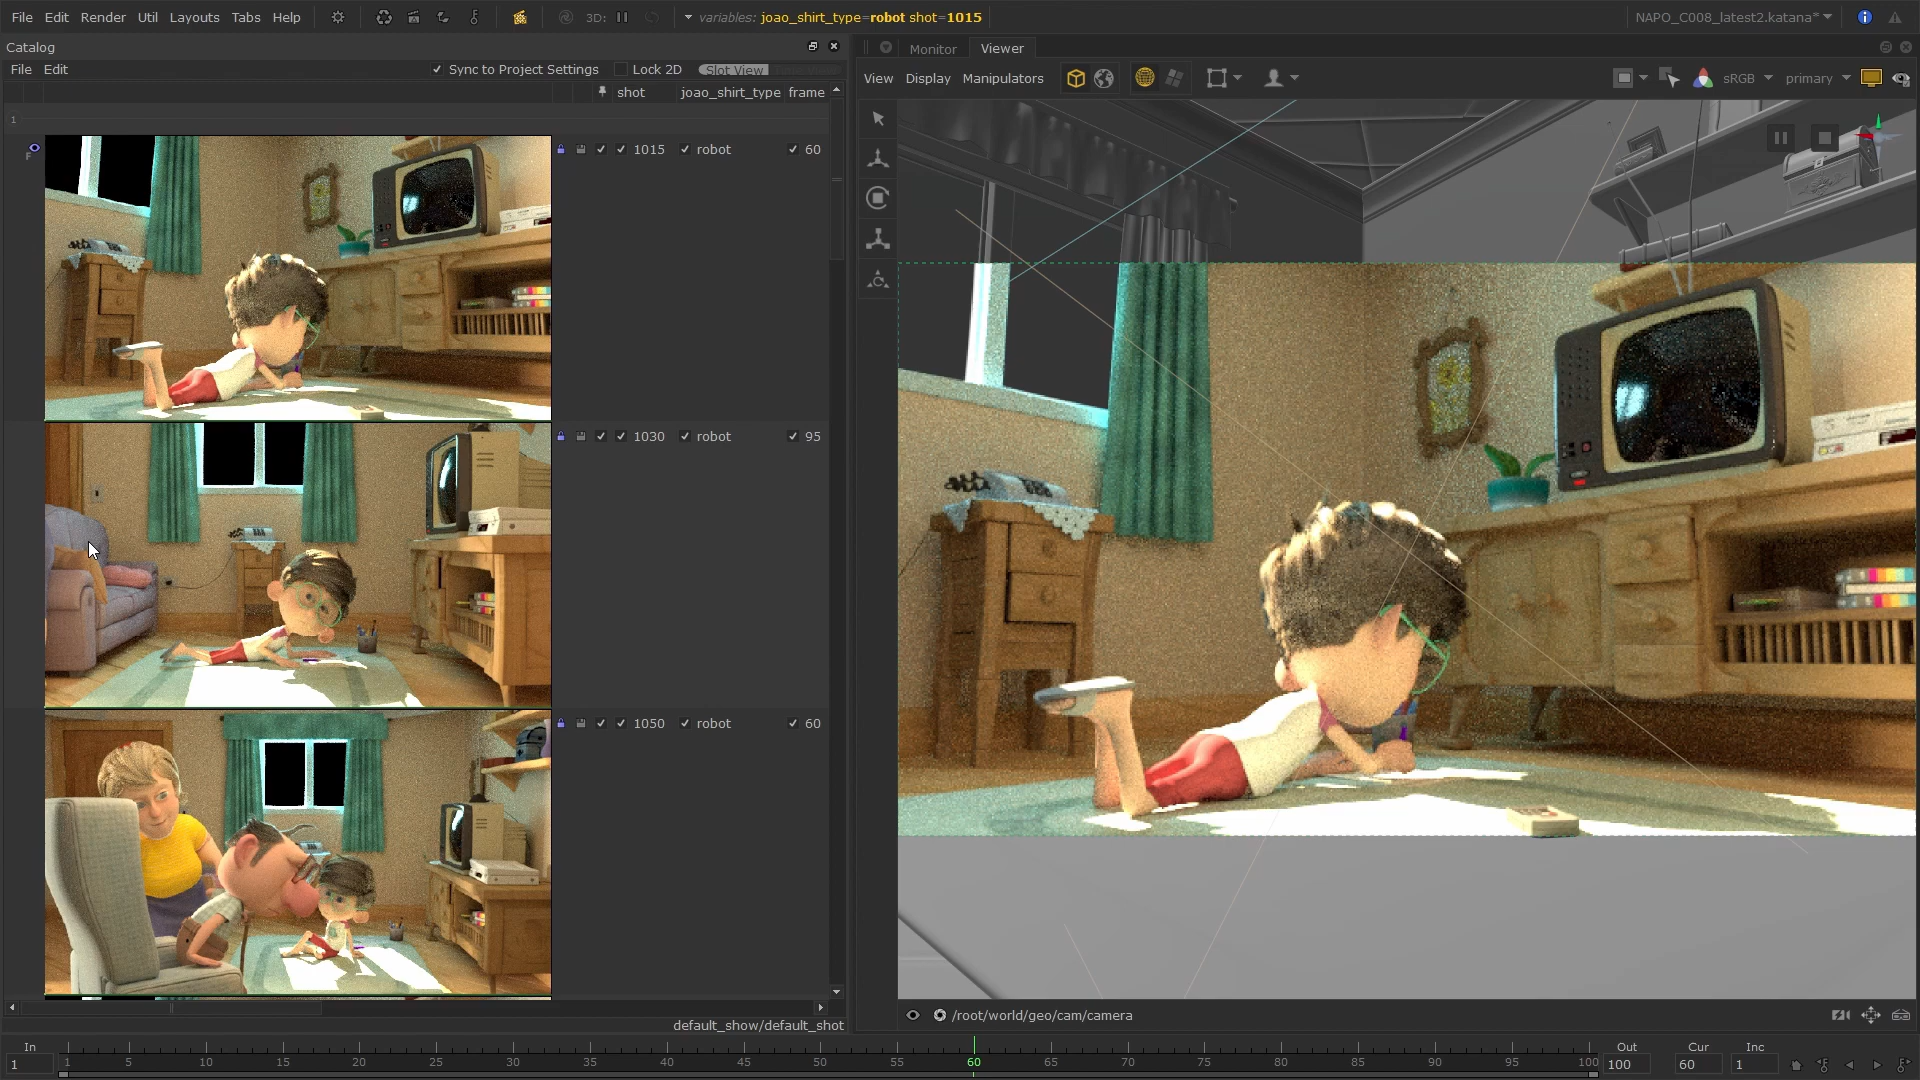 File Edit Render Util Layouts Tabs Help
3D:
variables: joao_shirt_type=robot shot=1015
NAPO_C008_latest2.katana*
Catalog
File Edit
Sync to Project Settings
Lock 2D
Slot View
shot joao_shirt_type frame
1
F
1015 robot 60
1030 robot 95
1050 robot 60
default_show/default_shot
Monitor Viewer
View Display Manipulators
sRGB primary
/root/world/geo/cam/camera
In
1
1 5 10 15 20 25 30 35 40 45 50 55 60 65 70 75 80 85 90 95 100
Out
100
Cur
60
Inc
1